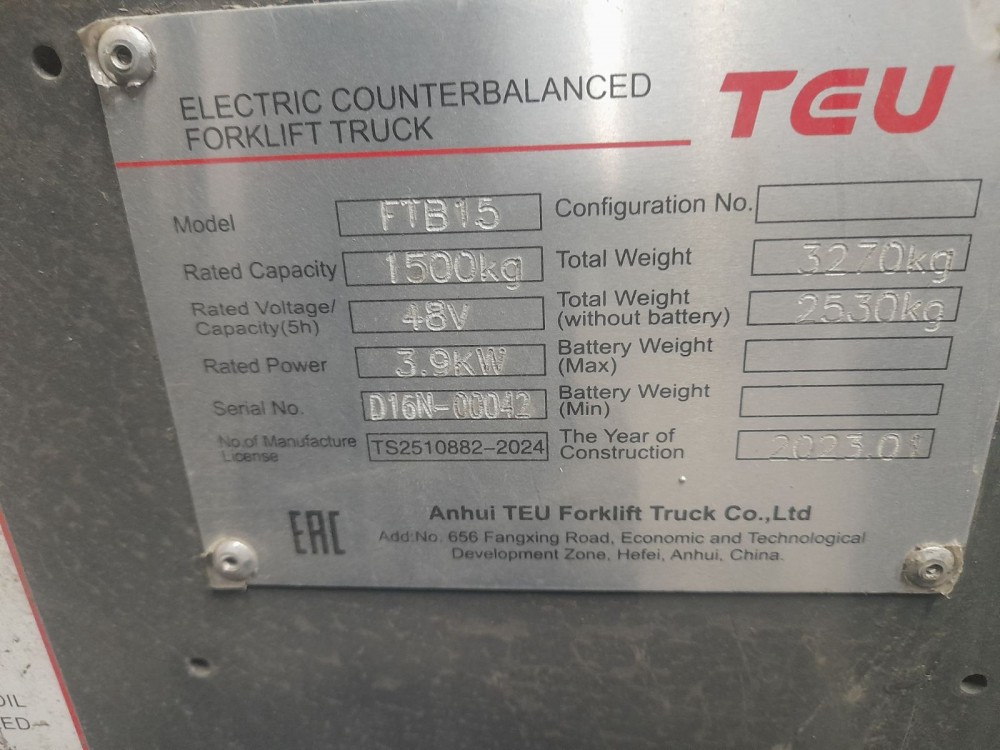 TEU
ELECTRIC COUNTERBALANCED
FORKLIFT TRUCK
Model FTB15 Configuration No.
Rated Capacity 1500kg Total Weight 3270kg
Rated Voltage/
Capacity(5h) 48V Total Weight
(without battery) 2530kg
Rated Power 3.9KW Battery Weight
(Max)
Serial No. D16N-00042 Battery Weight
(Min)
No.of Manufacture
License TS2510882-2024 The Year of
Construction 2023.01
EAC Anhui TEU Forklift Truck Co.,Ltd
Add:No. 656 Fangxing Road, Economic and Technological
Development Zone, Hefei, Anhui, China.